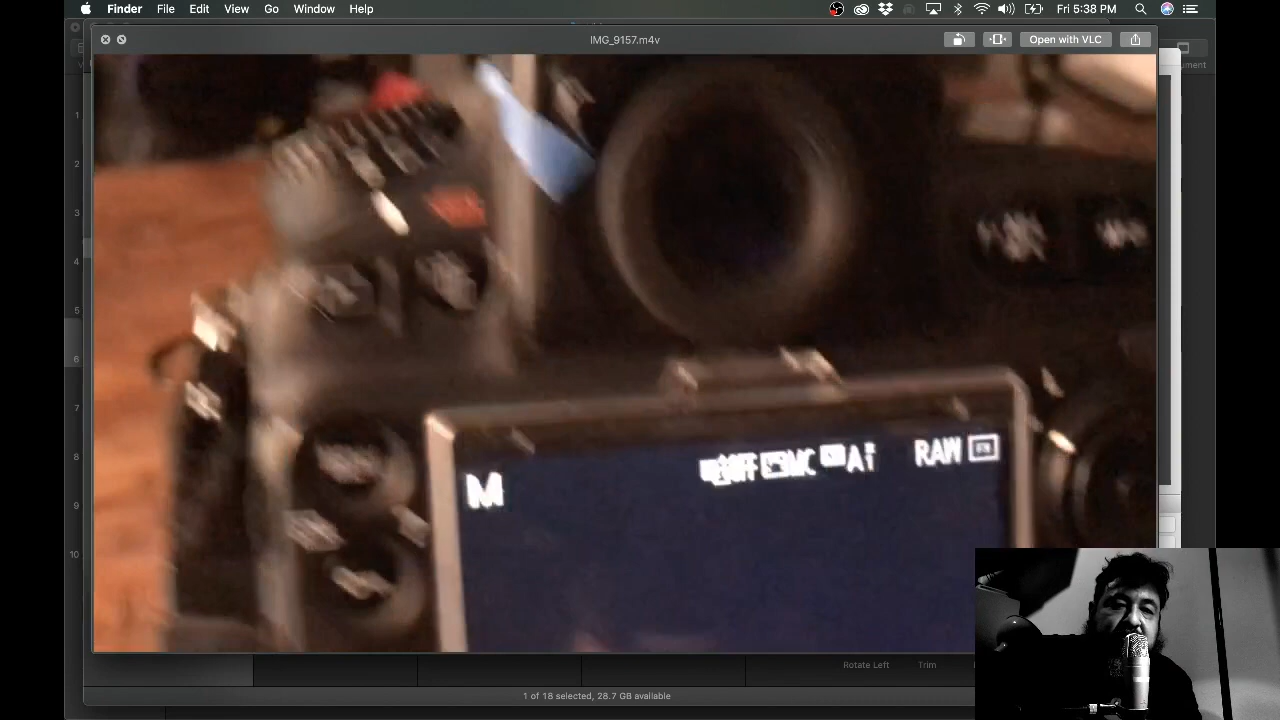 Finder File Edit View Go Window Help Fri 5:38 PM
IMG_9157.m4v Open with VLC
ument
1
2
3
4
5
6
7
8
9
10
M RAW
Rotate Left Trim
1 of 18 selected, 28.7 GB available